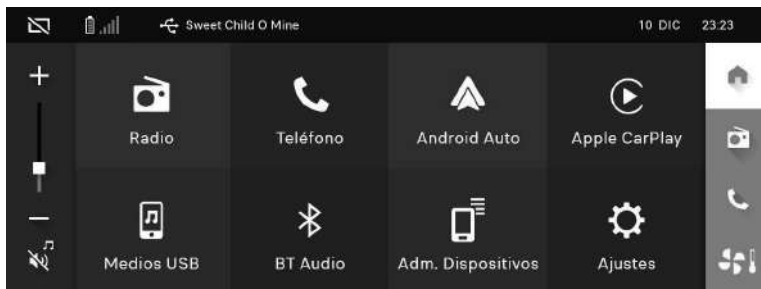 Sweet Child O Mine 10 DIC 23:23
Radio Teléfono Android Auto Apple CarPlay
Medios USB BT Audio Adm. Dispositivos Ajustes